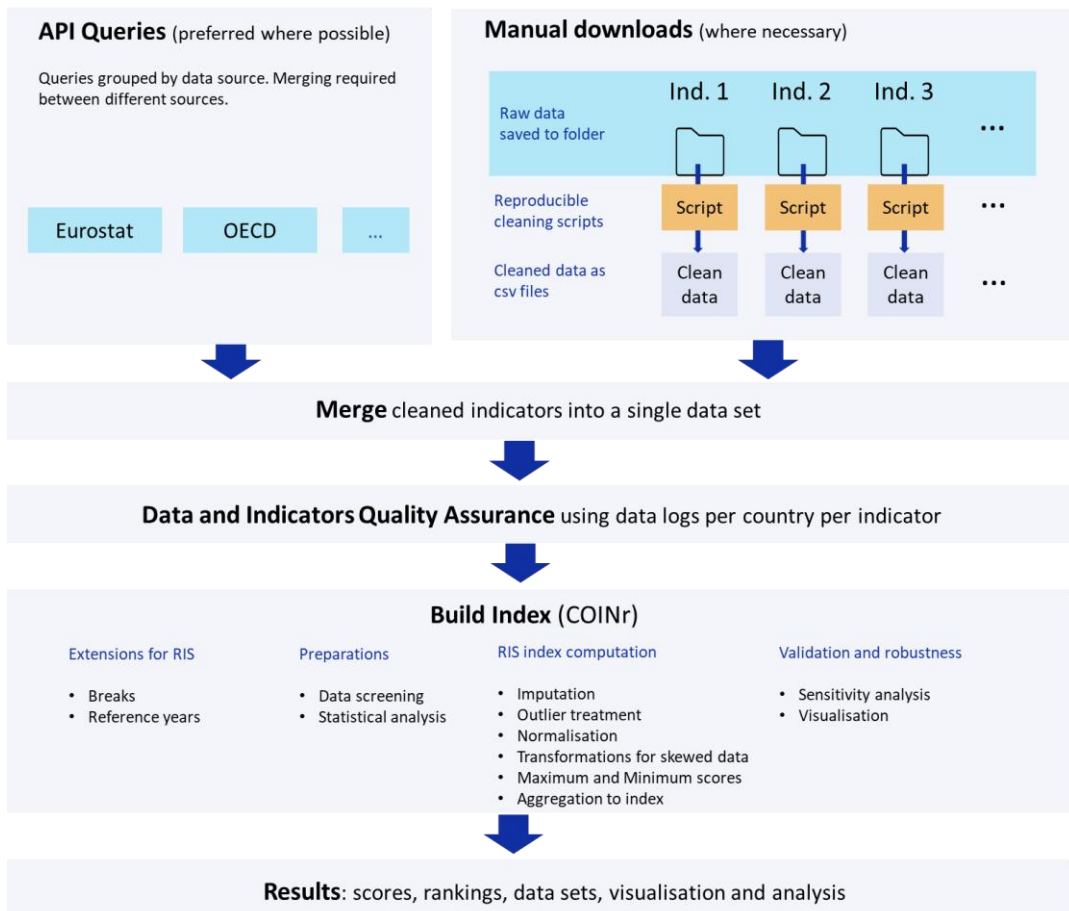 API Queries (preferred where possible)
Queries grouped by data source. Merging required
between different sources.
Eurostat
OECD
...
Manual downloads (where necessary)
Ind. 1
Ind. 2
Ind. 3
Raw data
saved to folder
...
Reproducible
cleaning scripts
Script
Script
Script
...
Cleaned data as
csv files
Clean
data
Clean
data
Clean
data
...
Merge cleaned indicators into a single data set
Data and Indicators Quality Assurance using data logs per country per indicator
Build Index (COINr)
Extensions for RIS
• Breaks
• Reference years
Preparations
• Data screening
• Statistical analysis
RIS index computation
• Imputation
• Outlier treatment
• Normalisation
• Transformations for skewed data
• Maximum and Minimum scores
• Aggregation to index
Validation and robustness
• Sensitivity analysis
• Visualisation
Results: scores, rankings, data sets, visualisation and analysis